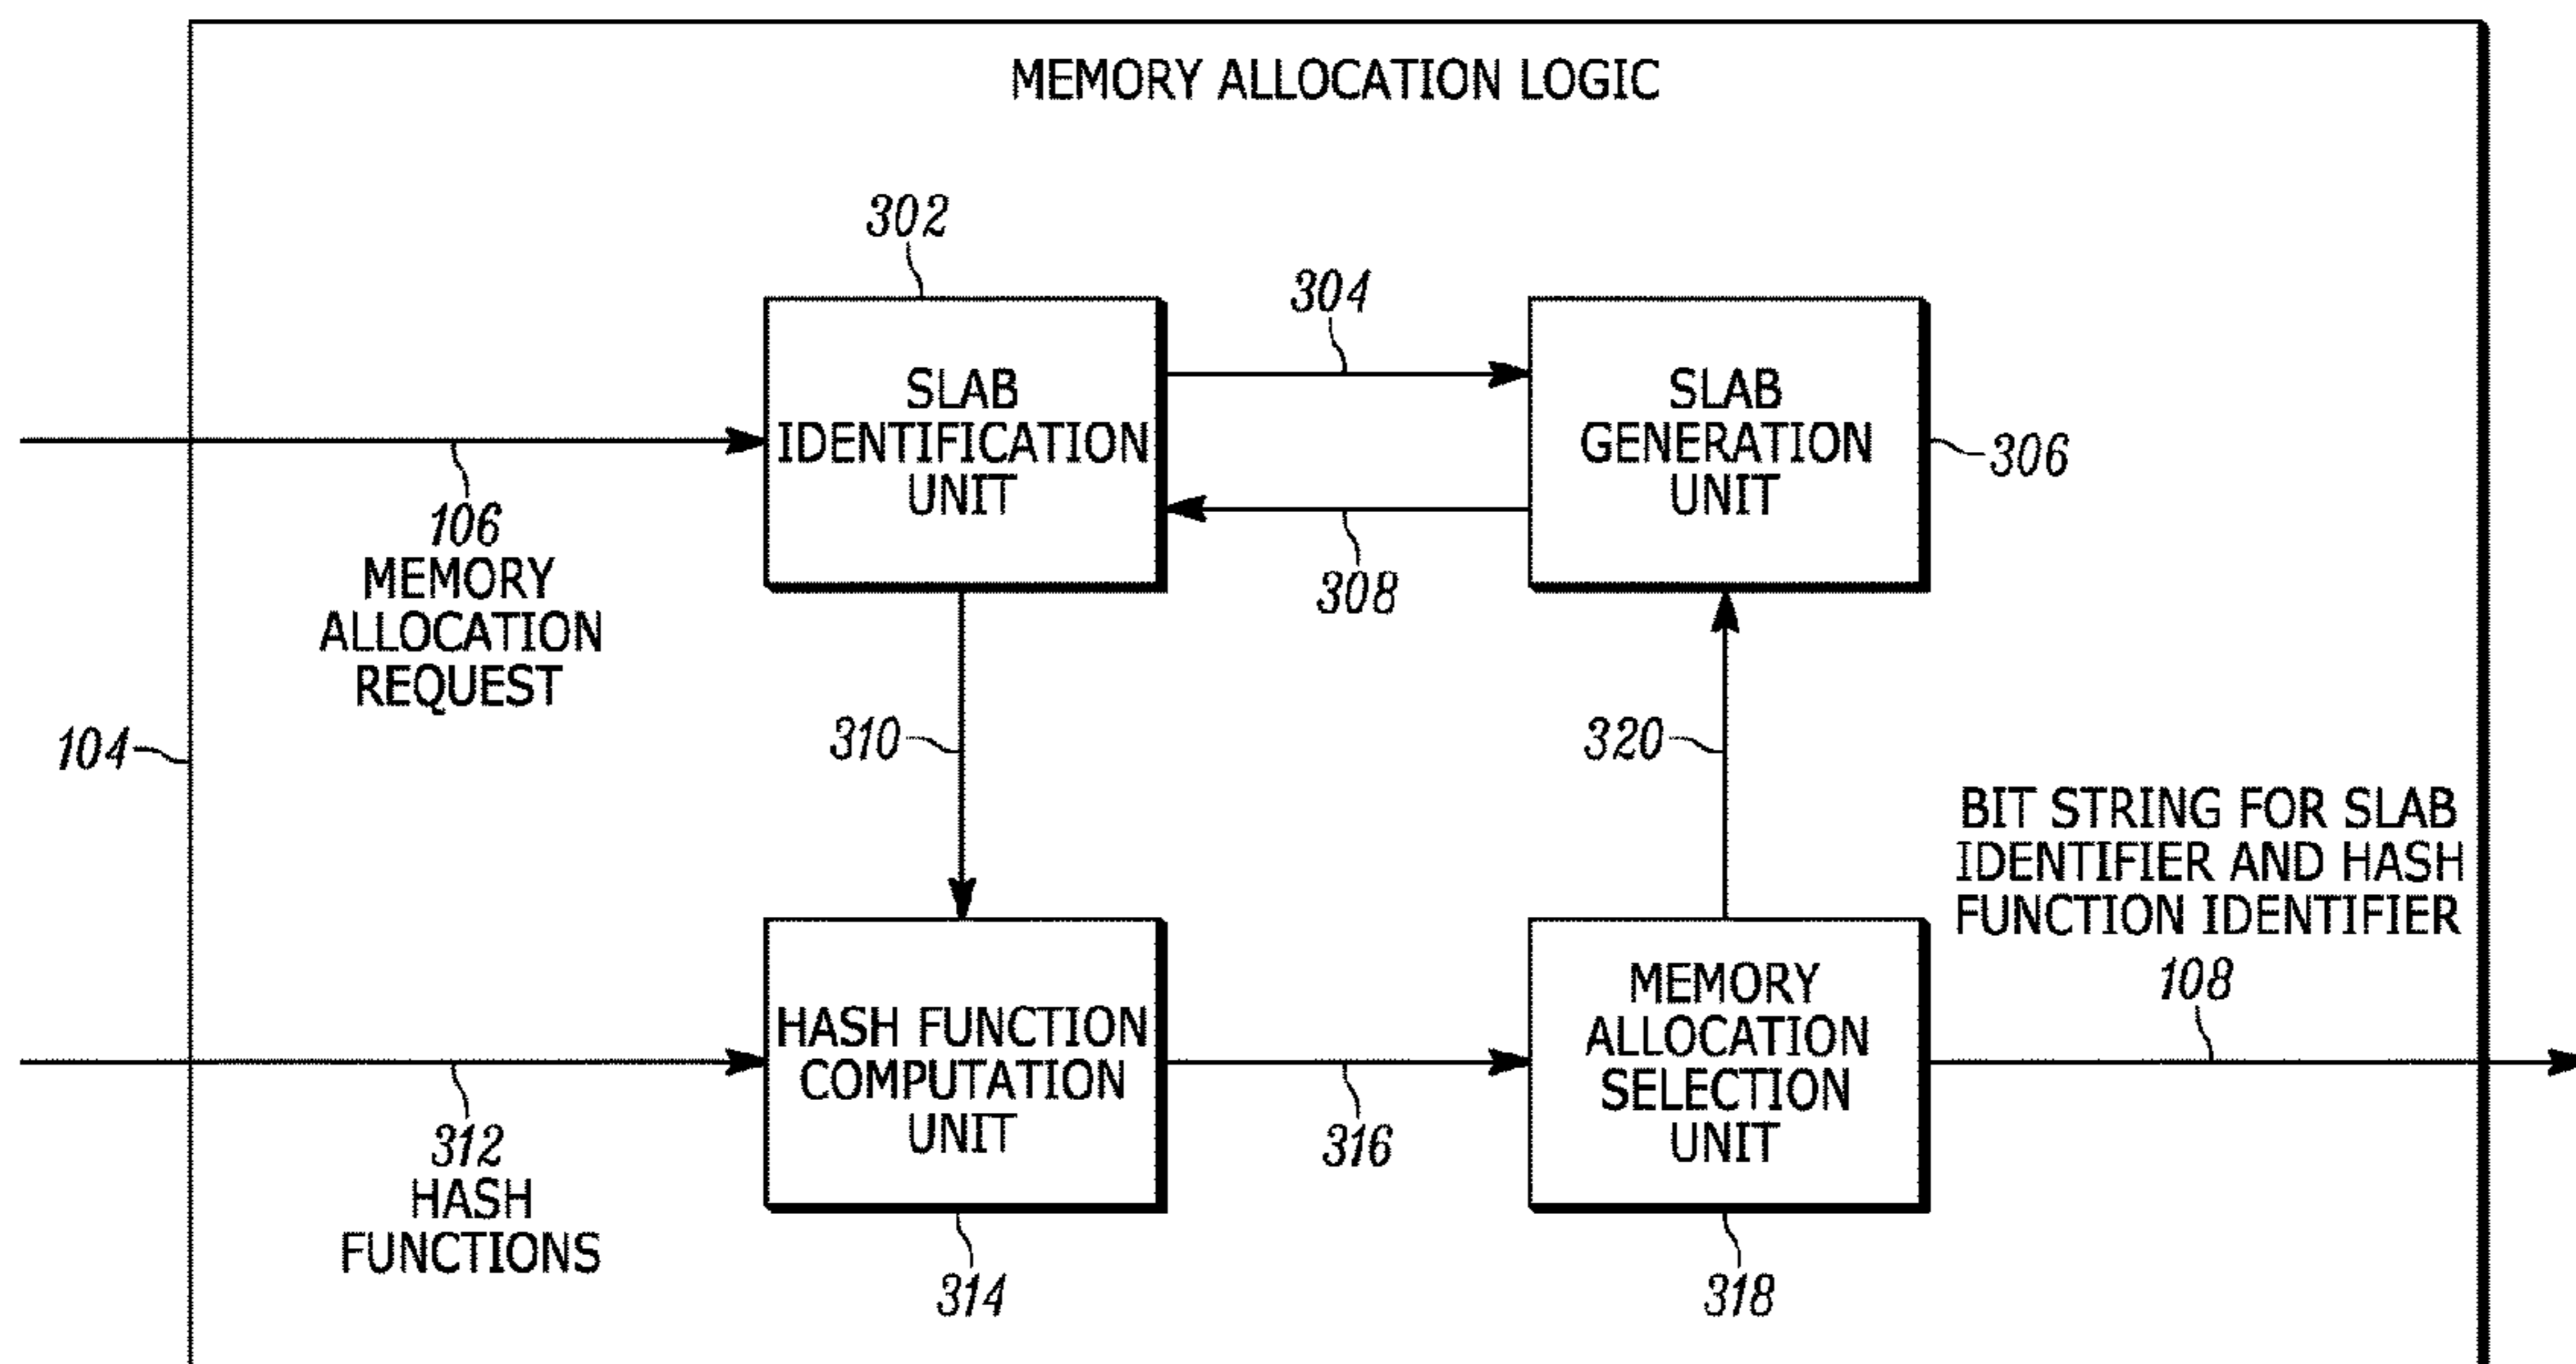 MEMORY ALLOCATION LOGIC
302
304
SLAB
IDENTIFICATION
UNIT
SLAB
GENERATION
UNIT
306
106
MEMORY
ALLOCATION
REQUEST
308
104
310
320
BIT STRING FOR SLAB
IDENTIFIER AND HASH
FUNCTION IDENTIFIER
108
HASH FUNCTION
COMPUTATION
UNIT
MEMORY
ALLOCATION
SELECTION
UNIT
312
HASH
FUNCTIONS
316
314
318